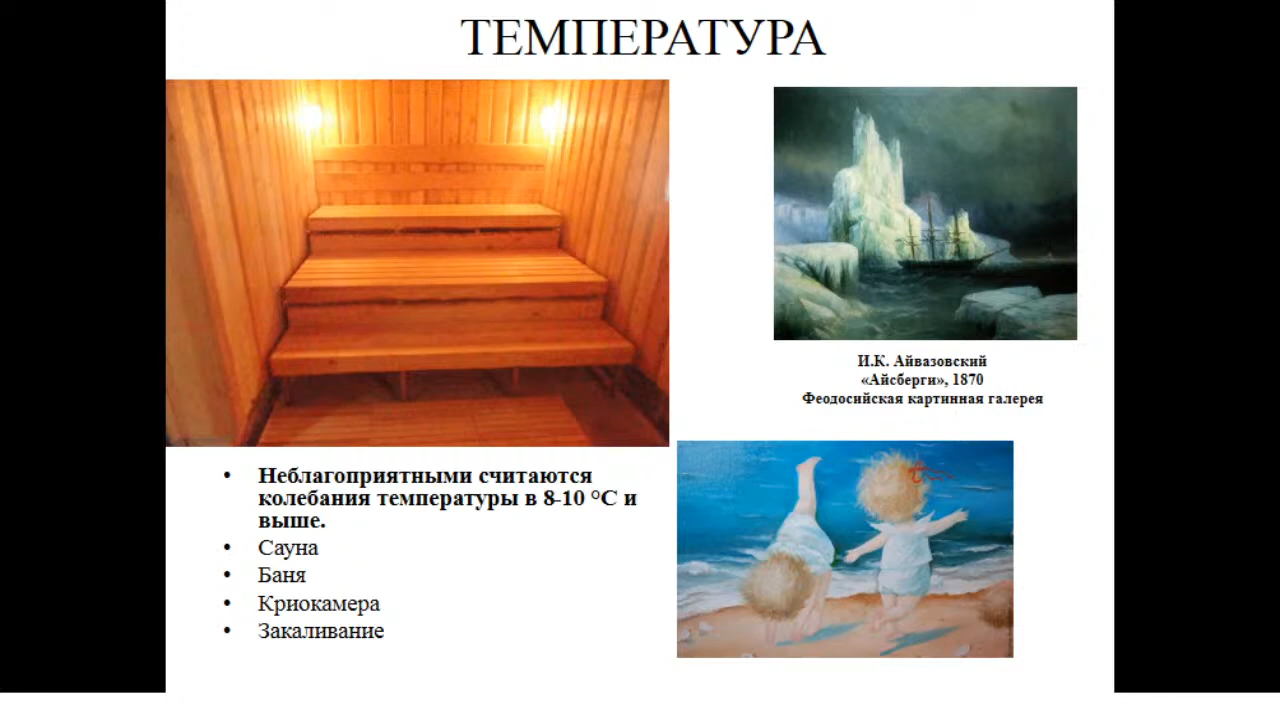 ТЕМПЕРАТУРА
И.К. Айвазовский
«Айсберги», 1870
Феодосийская картинная галерея
• Неблагоприятными считаются
колебания температуры в 8-10 °С и
выше.
• Сауна
• Баня
• Криокамера
• Закаливание